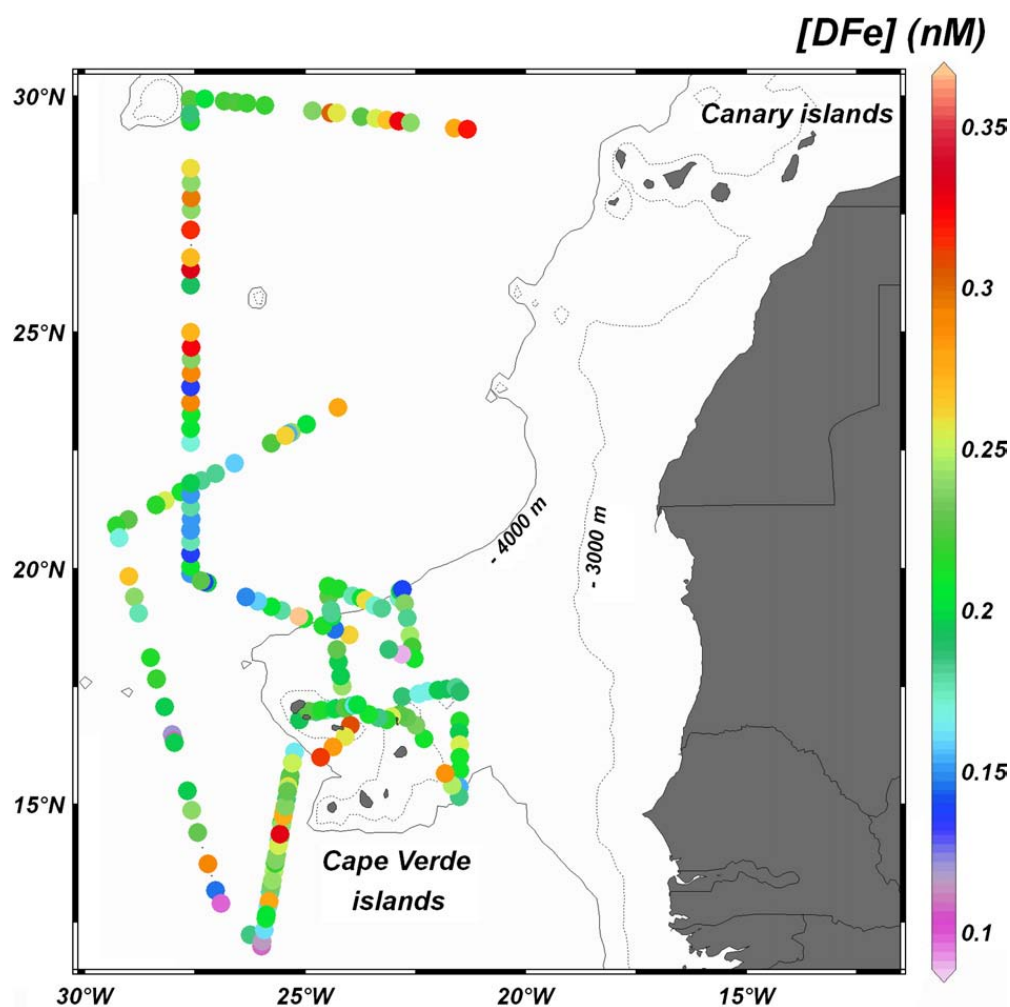 [DFe] (nM)
30°N
Canary islands
0.35
0.3
25°N
0.25
- 4000 m
- 3000 m
20°N
0.2
0.15
15°N
Cape Verde
islands
0.1
30°W
25°W
20°W
15°W